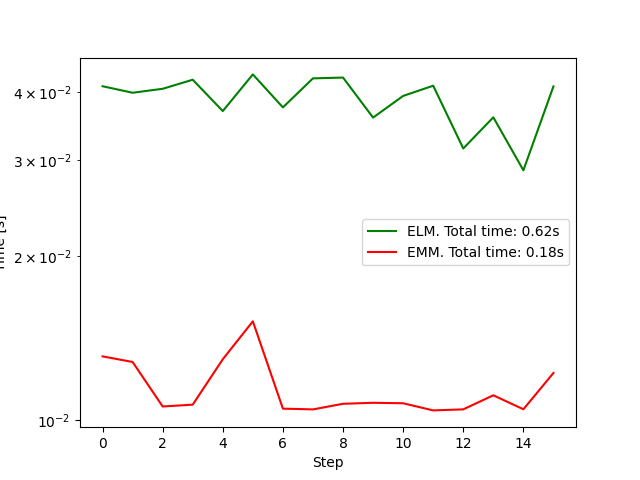 4 × 10⁻²
3 × 10⁻²
2 × 10⁻²
10⁻²
Time [s]
ELM. Total time: 0.62s
EMM. Total time: 0.18s
0 2 4 6 8 10 12 14
Step